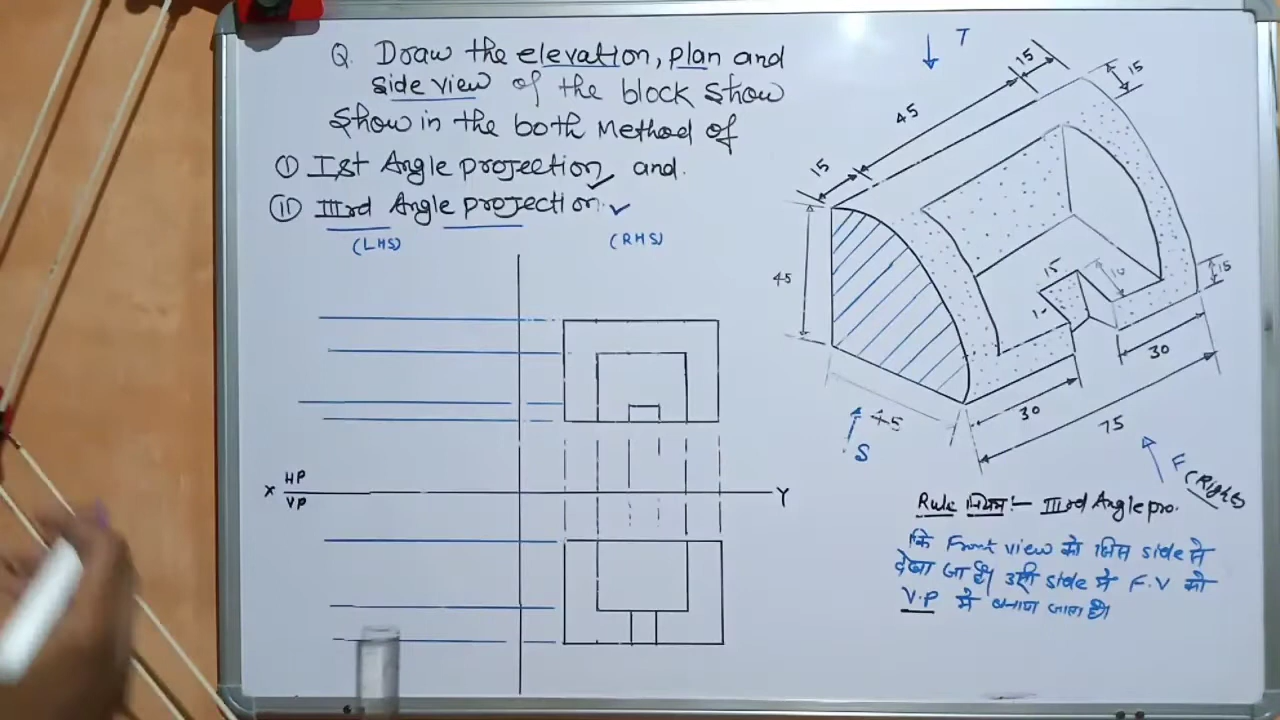 Q. Draw the elevation, plan and
side view of the block show
show in the both Method of
(i) Ist Angle projection, and.
(ii) IIIrd Angle projection.
(LHS)
(RHS)
X
HP
VP
Y
T
15
45
15
15
45
15
10
15
30
30
75
45
S
F
(Right)
Rule नियम :- IIIrd Angle pro.
कि Front view को जिस side से
देखा जाता है। उसी side में F.V को
V.P में बनाया जाता है।